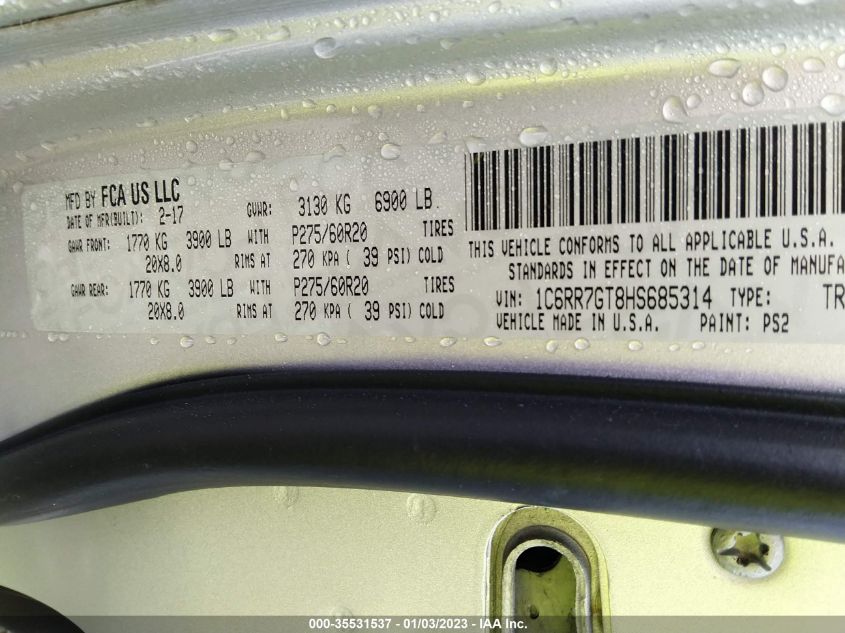 MFD BY FCA US LLC
DATE OF MFR(BUILT): 2-17 GVWR: 3130 KG 6900 LB
GAWR FRONT: 1770 KG 3900 LB WITH P275/60R20 TIRES
20X8.0 RIMS AT 270 KPA ( 39 PSI) COLD
GAWR REAR: 1770 KG 3900 LB WITH P275/60R20 TIRES
20X8.0 RIMS AT 270 KPA ( 39 PSI) COLD
THIS VEHICLE CONFORMS TO ALL APPLICABLE U.S.A.
STANDARDS IN EFFECT ON THE DATE OF MANUFA
VIN: 1C6RR7GT8HS685314 TYPE: TR
VEHICLE MADE IN U.S.A. PAINT: PS2
000-35531537 - 01/03/2023 - IAA Inc.